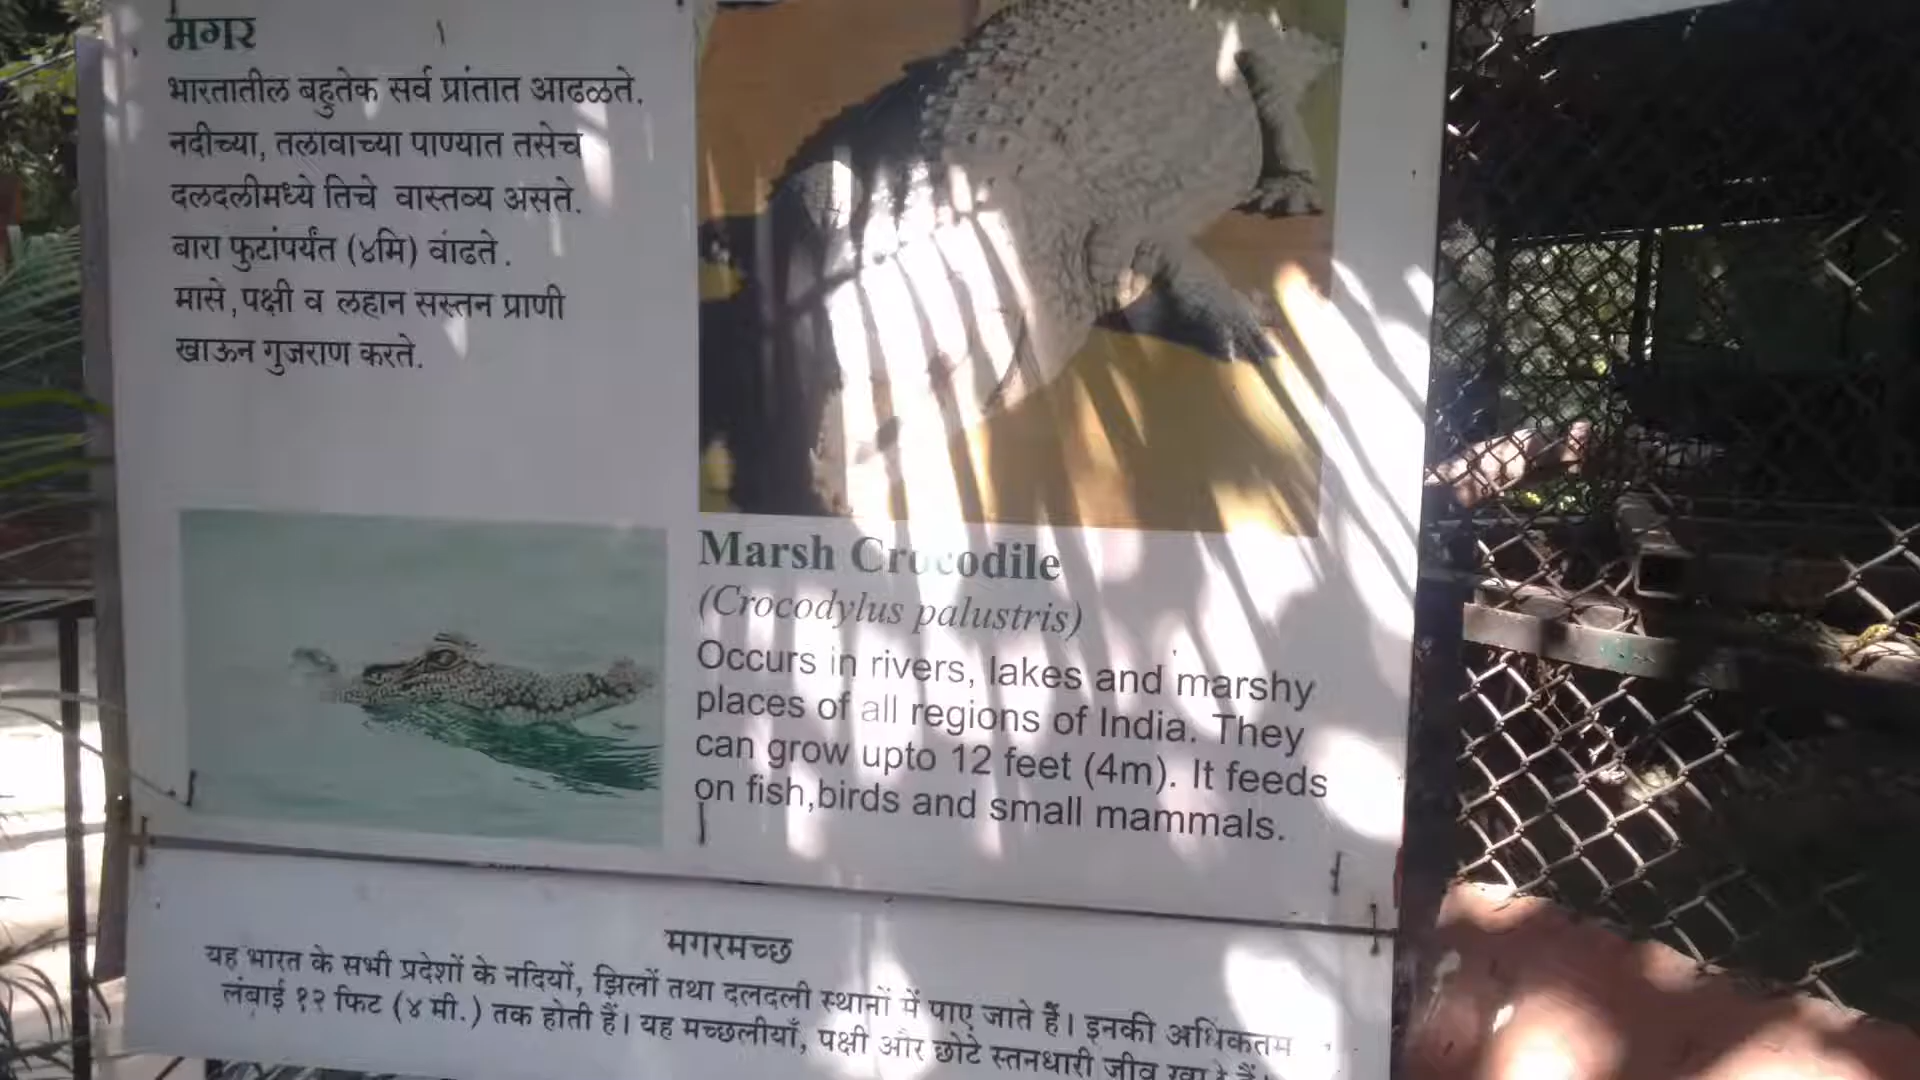 मगर
भारतातील बहुतेक सर्व प्रांतात आढळते.
नदीच्या, तलावाच्या पाण्यात तसेच
दलदलीमध्ये तिचे वास्तव्य असते.
बारा फुटांपर्यंत (४मि) वाढते.
मासे,पक्षी व लहान सस्तन प्राणी
खाऊन गुजराण करते.
Marsh Crocodile
(Crocodylus palustris)
Occurs in rivers, lakes and marshy
places of all regions of India. They
can grow upto 12 feet (4m). It feeds
on fish,birds and small mammals.
मगरमच्छ
यह भारत के सभी प्रदेशों के नदियों, झिलों तथा दलदली स्थानों में पाए जाते हैं। इनकी अधिकतम
लंबाई १२ फिट (४ मी.) तक होती हैं। यह मच्छलीयाँ, पक्षी और छोटे स्तनधारी जीव